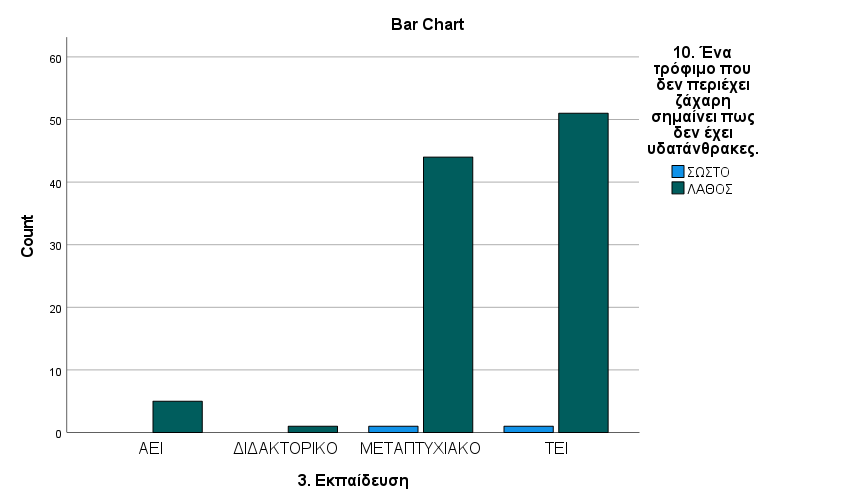 Bar Chart
10. Ένα
τρόφιμο που
δεν περιέχει
ζάχαρη
σημαίνει πως
δεν έχει
υδατάνθρακες.
ΣΩΣΤΟ
ΛΑΘΟΣ
Count
60
50
40
30
20
10
0
ΑΕΙ
ΔΙΔΑΚΤΟΡΙΚΟ
ΜΕΤΑΠΤΥΧΙΑΚΟ
ΤΕΙ
3. Εκπαίδευση